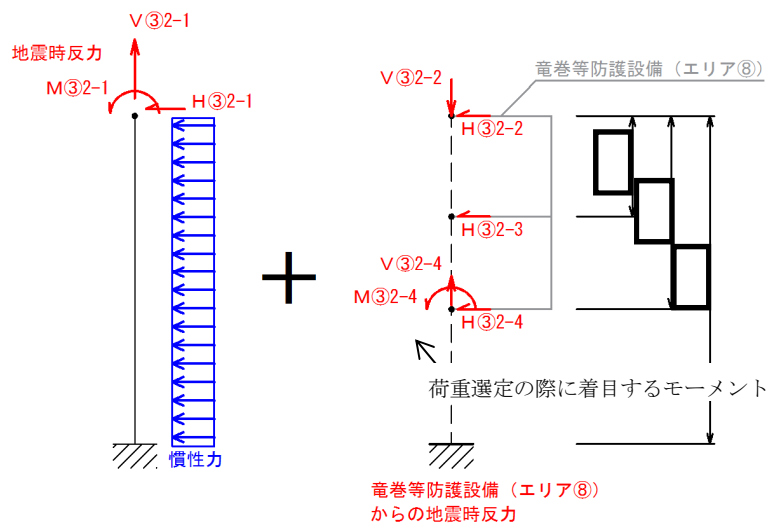 V③2-1
地震時反力
M③2-1
H③2-1
慣性力
竜巻等防護設備（エリア⑧）
V③2-2
H③2-2
H③2-3
V③2-4
M③2-4
H③2-4
荷重選定の際に着目するモーメント
竜巻等防護設備（エリア⑧）
からの地震時反力